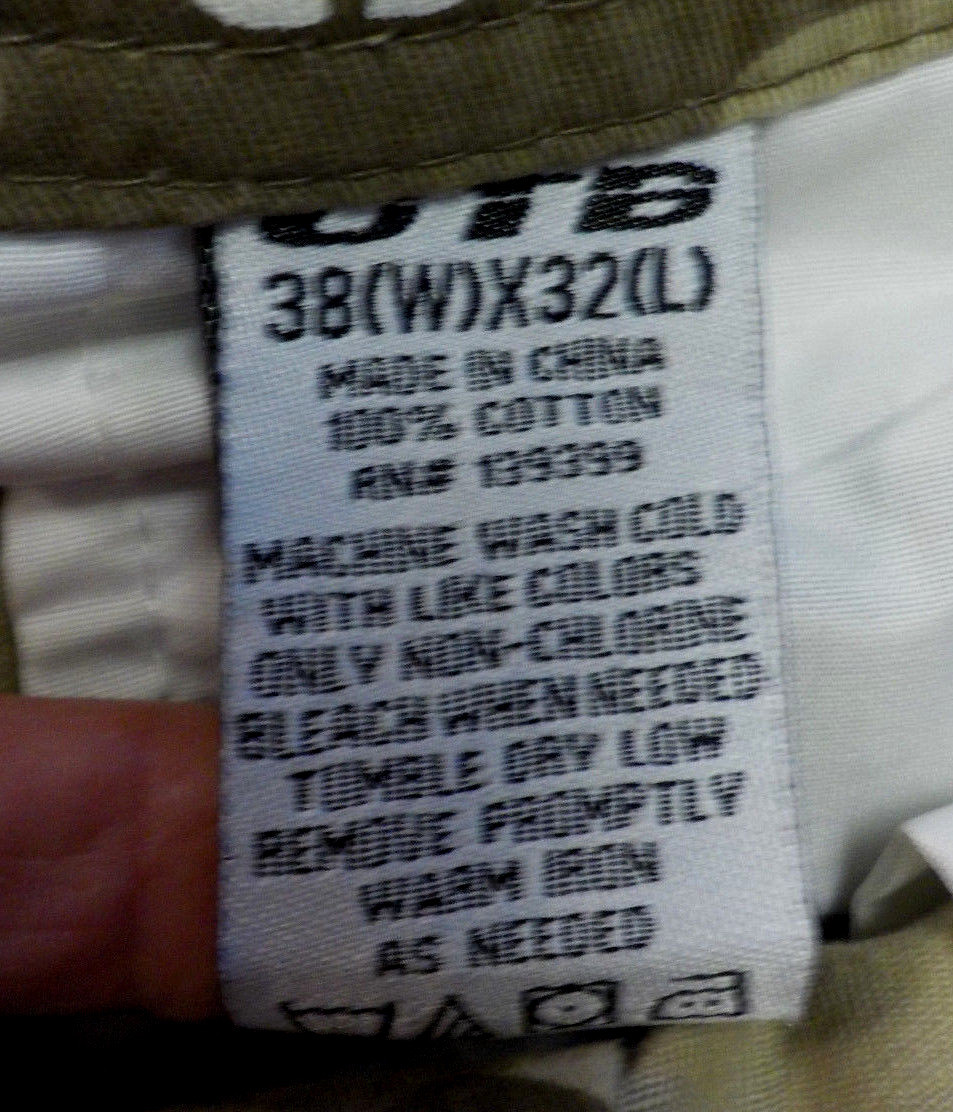 38(W)X32(L)
MADE IN CHINA
100% COTTON
RN# 139399
MACHINE WASH COLD
WITH LIKE COLORS
ONLY NON-CHLORINE
BLEACH WHEN NEEDED
TUMBLE DRY LOW
REMOVE PROMPTLY
WARM IRON
AS NEEDED